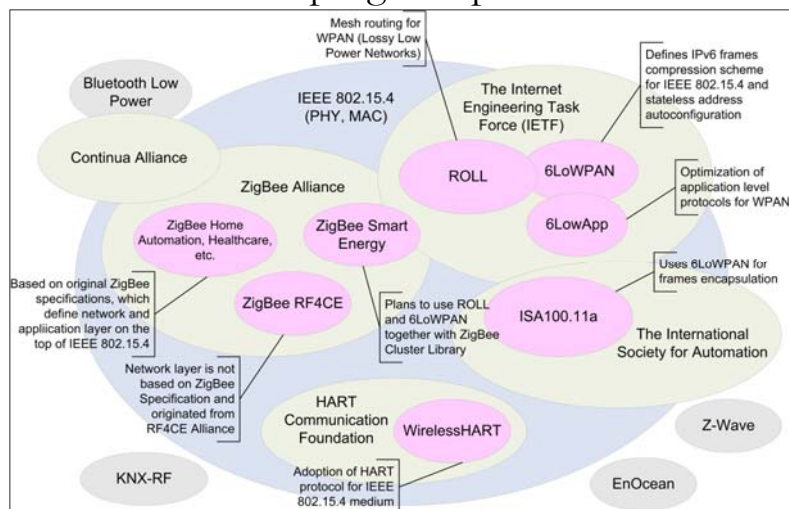 Mesh routing for
WPAN (Lossy Low
Power Networks)
Defines IPv6 frames
compression scheme
for IEEE 802.15.4 and
stateless address
autoconfiguration
Bluetooth Low
Power
IEEE 802.15.4
(PHY, MAC)
The Internet
Engineering Task
Force (IETF)
Continua Alliance
ROLL
6LoWPAN
ZigBee Alliance
Optimization of
application level
protocols for WPAN
6LowApp
ZigBee Home
Automation, Healthcare,
etc.
ZigBee Smart
Energy
Uses 6LoWPAN for
frames encapsulation
Based on original ZigBee
specifications, which
define network and
appliication layer on the
top of IEEE 802.15.4
ZigBee RF4CE
Plans to use ROLL
and 6LoWPAN
together with ZigBee
Cluster Library
ISA100.11a
The International
Society for Automation
Network layer is not
based on ZigBee
Specification and
originated from
RF4CE Alliance
HART
Communication
Foundation
WirelessHART
Z-Wave
KNX-RF
Adoption of HART
protocol for IEEE
802.15.4 medium
EnOcean